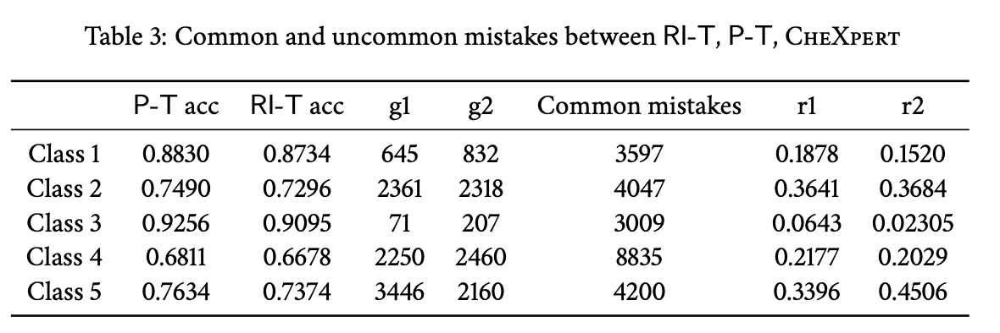 Table 3: Common and uncommon mistakes between RI-T, P-T, CHEXPERT
P-T acc RI-T acc g1 g2 Common mistakes r1 r2
Class 1 0.8830 0.8734 645 832 3597 0.1878 0.1520
Class 2 0.7490 0.7296 2361 2318 4047 0.3641 0.3684
Class 3 0.9256 0.9095 71 207 3009 0.0643 0.02305
Class 4 0.6811 0.6678 2250 2460 8835 0.2177 0.2029
Class 5 0.7634 0.7374 3446 2160 4200 0.3396 0.4506